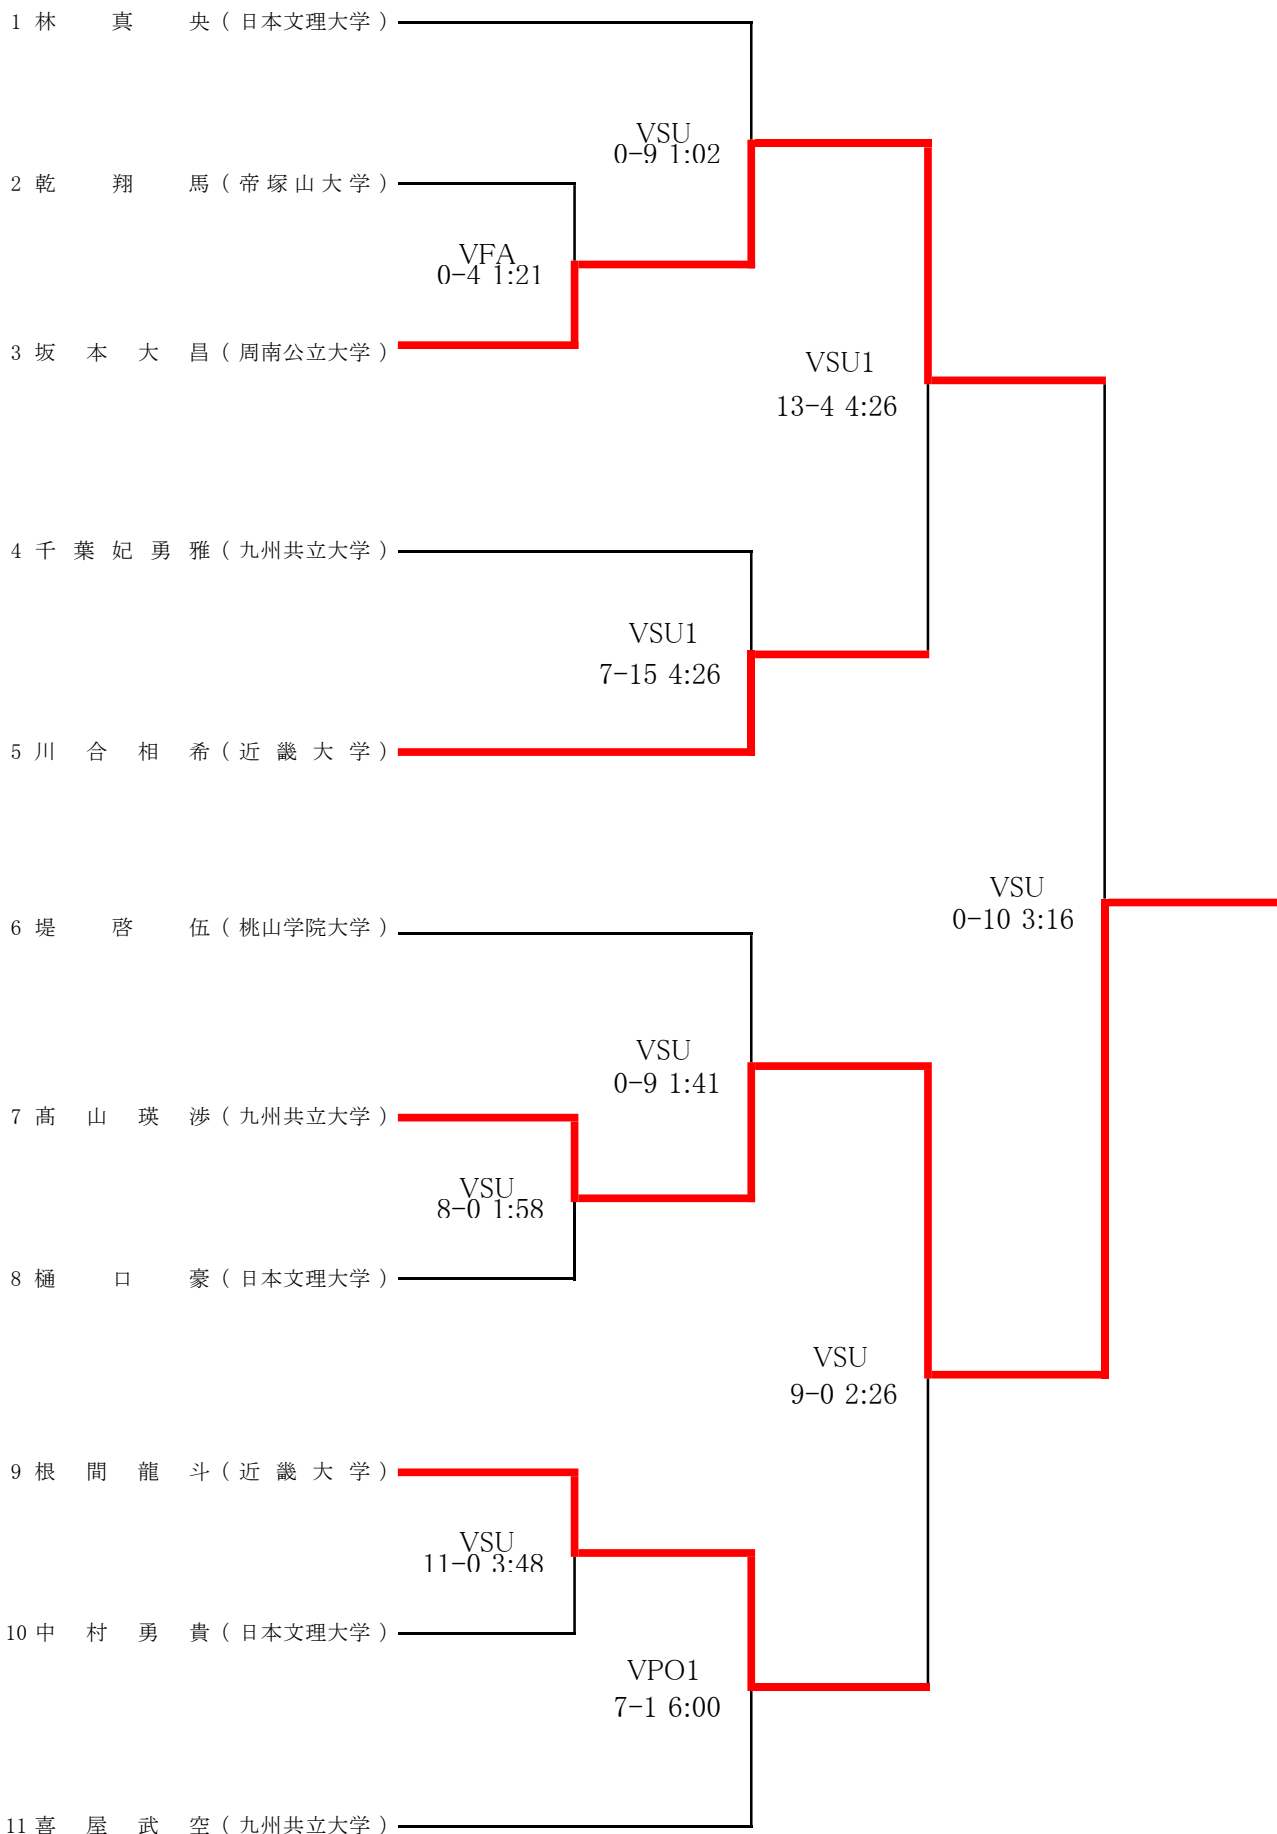 1 林 真 央 ( 日本文理大学 )
VSU
0-9 1:02
2 乾 翔 馬 ( 帝塚山大学 )
VFA
0-4 1:21
3 坂 本 大 昌 ( 周南公立大学 )
VSU1
13-4 4:26
4 千 葉 妃 勇 雅 ( 九州共立大学 )
VSU1
7-15 4:26
5 川 合 相 希 ( 近 畿 大 学 )
VSU
0-10 3:16
6 堤 啓 伍 ( 桃山学院大学 )
VSU
0-9 1:41
7 髙 山 瑛 渉 ( 九州共立大学 )
VSU
8-0 1:58
8 樋 口 豪 ( 日本文理大学 )
VSU
9-0 2:26
9 根 間 龍 斗 ( 近 畿 大 学 )
VSU
11-0 3:48
10 中 村 勇 貴 ( 日本文理大学 )
VPO1
7-1 6:00
11 喜 屋 武 空 ( 九州共立大学 )